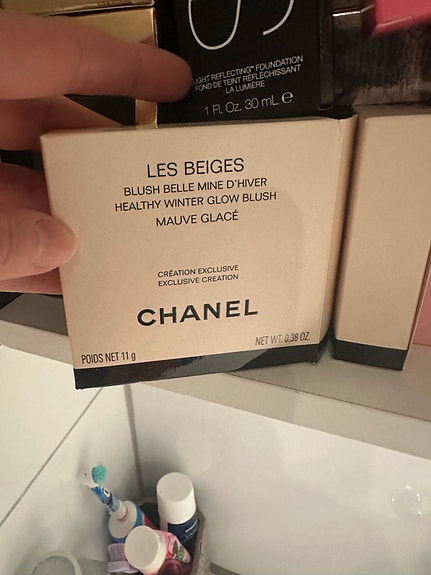 S
LIGHT REFLECTING™ FOUNDATION
FOND DE TEINT RÉFLÉCHISSANT
LA LUMIÈRE
1 Fl. Oz. 30 mL e
LES BEIGES
BLUSH BELLE MINE D'HIVER
HEALTHY WINTER GLOW BLUSH
MAUVE GLACÉ
CRÉATION EXCLUSIVE
EXCLUSIVE CREATION
CHANEL
POIDS NET 11 g
NET WT. 0.38 OZ.